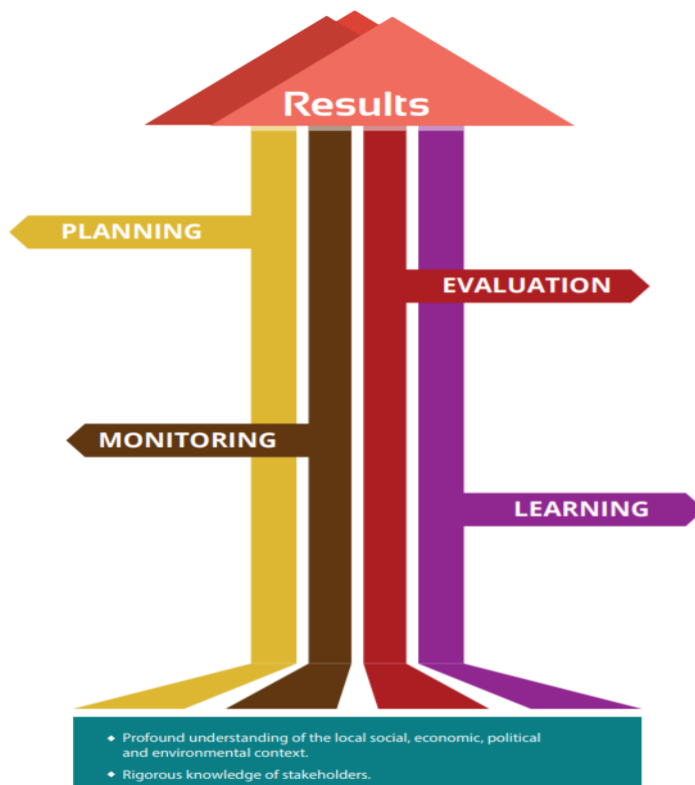 Results
PLANNING
EVALUATION
MONITORING
LEARNING
◆ Profound understanding of the local social, economic, political
and environmental context.
◆ Rigorous knowledge of stakeholders.